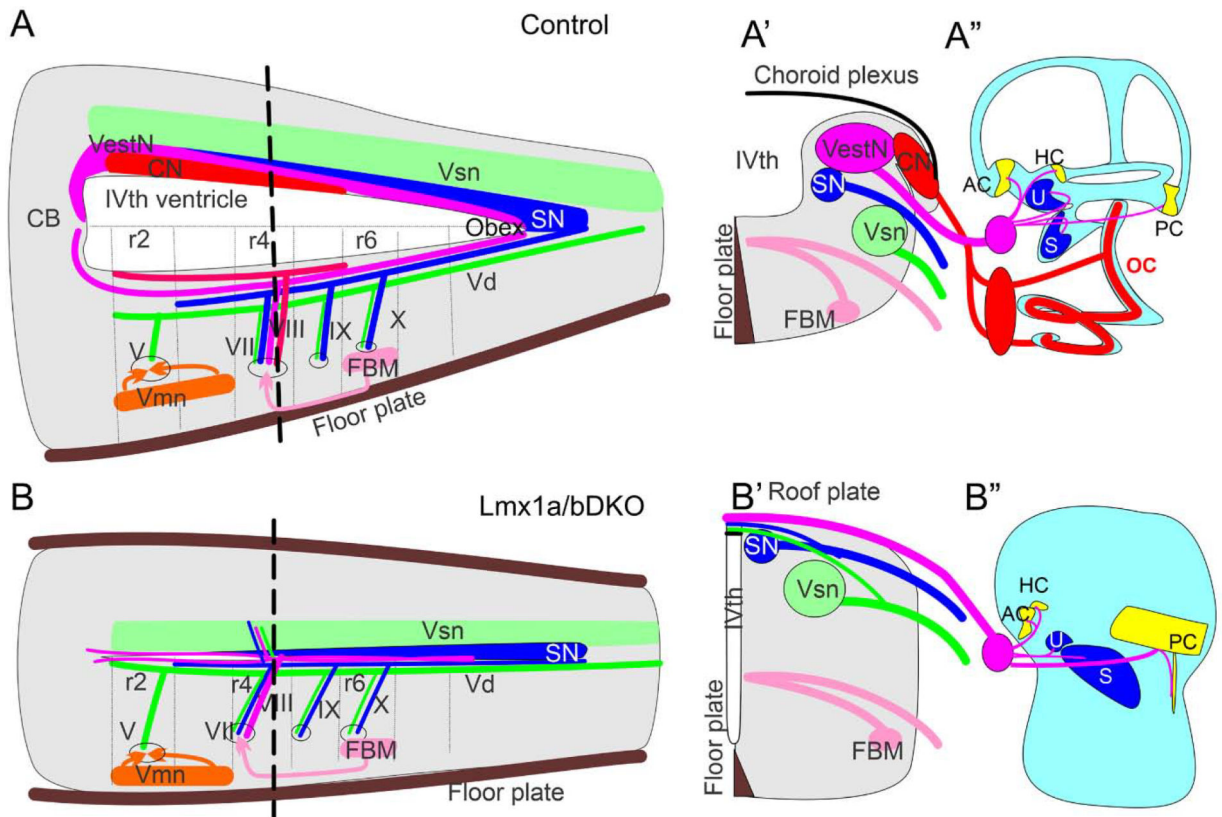 A
Control
VestN
CN
Vsn
IVth ventricle
CB
SN
Obex
r2
r4
r6
Vd
VIII
IX
X
VII
V
FBM
Vmn
Floor plate
A’
Choroid plexus
IVth
VestN
CN
SN
Vsn
Floor plate
FBM
A”
HC
AC
U
PC
S
OC
B
Lmx1a/bDKO
Vsn
SN
r2
r4
r6
Vd
VIII
IX
X
V
VII
FBM
Vmn
Floor plate
B’
Roof plate
SN
Vsn
IVth
Floor plate
FBM
B”
HC
AC
U
PC
S